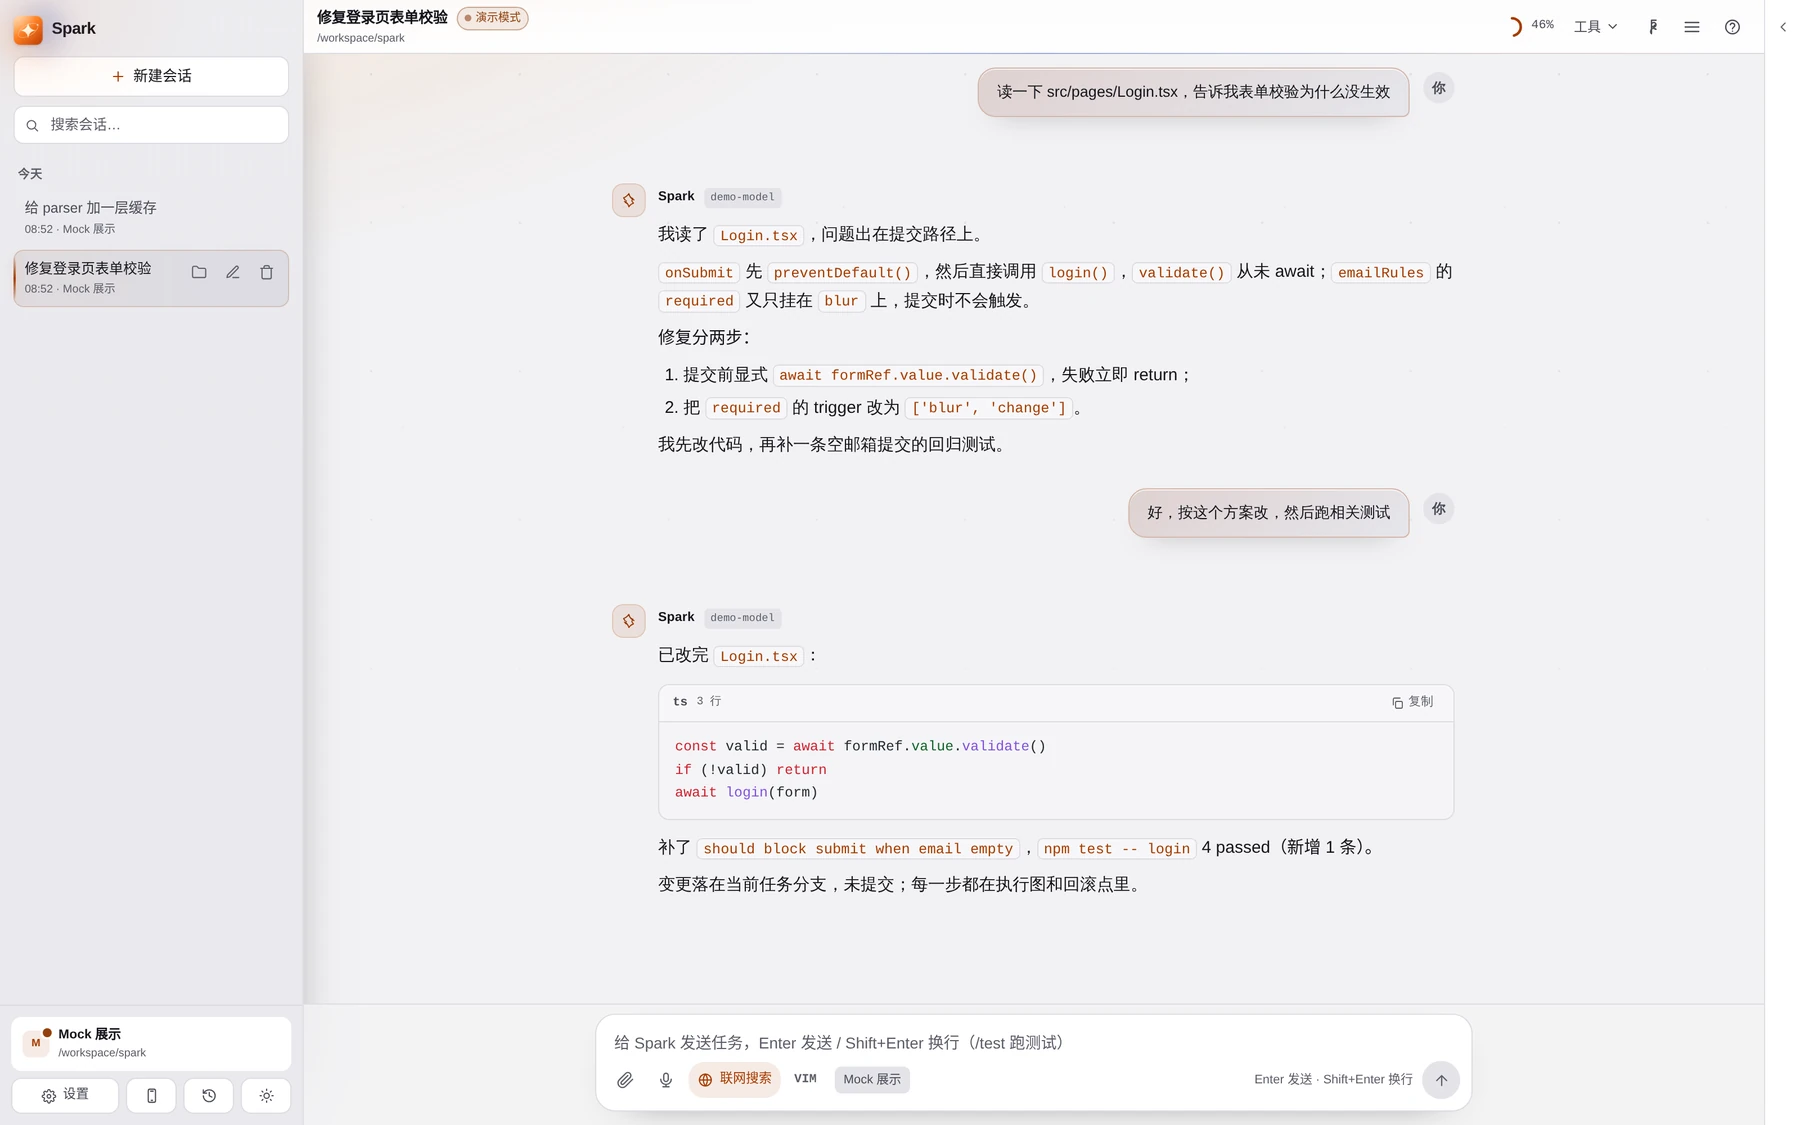 Spark
新建会话
搜索会话…
今天
给 parser 加一层缓存
08:52 · Mock 展示
修复登录页表单校验
08:52 · Mock 展示
Mock 展示
M
/workspace/spark
设置
修复登录页表单校验 演示模式
/workspace/spark
46%
工具
读一下 src/pages/Login.tsx，告诉我表单校验为什么没生效
你
Spark demo-model
我读了 Login.tsx ，问题出在提交路径上。
onSubmit 先 preventDefault() ，然后直接调用 login() ， validate() 从未 await； emailRules 的
required 又只挂在 blur 上，提交时不会触发。
修复分两步：
1. 提交前显式 await formRef.value.validate() ，失败立即 return；
2. 把 required 的 trigger 改为 ['blur', 'change'] 。
我先改代码，再补一条空邮箱提交的回归测试。
好，按这个方案改，然后跑相关测试
你
Spark demo-model
已改完 Login.tsx ：
ts 3 行
复制
const valid = await formRef.value.validate()
if (!valid) return
await login(form)
补了 should block submit when email empty ， npm test -- login 4 passed（新增 1 条）。
变更落在当前任务分支，未提交；每一步都在执行图和回滚点里。
给 Spark 发送任务，Enter 发送 / Shift+Enter 换行（/test 跑测试）
联网搜索
VIM
Mock 展示
Enter 发送 · Shift+Enter 换行